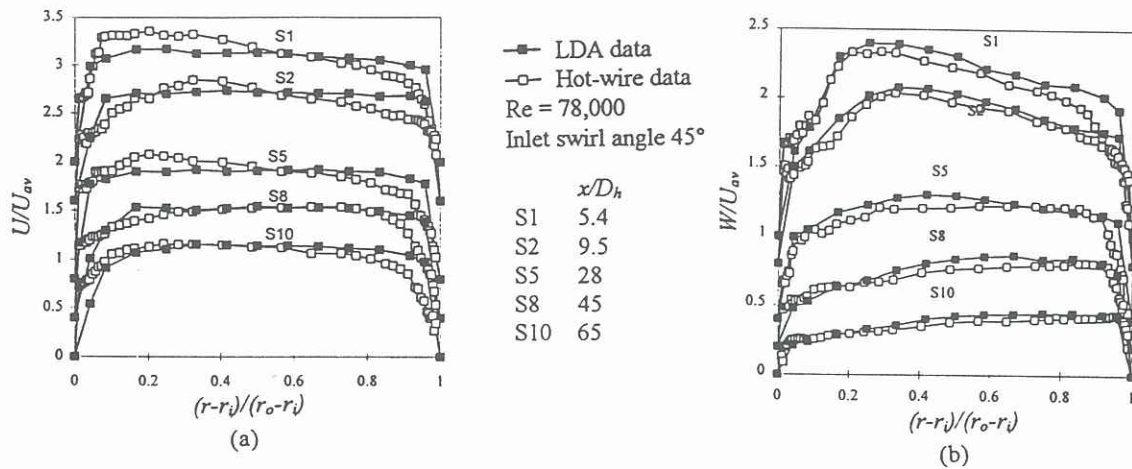 3.5
3
2.5
2
1.5
1
0.5
0
U/Uav
S1
S2
S5
S8
S10
0
0.2
0.4
0.6
0.8
1
(r-ri)/(ro-ri)
(a)
LDA data
Hot-wire data
Re = 78,000
Inlet swirl angle 45°
x/Dh
S1 5.4
S2 9.5
S5 28
S8 45
S10 65
2.5
2
1.5
1
0.5
0
W/Uav
S1
S5
S8
S10
0
0.2
0.4
0.6
0.8
1
(r-ri)/(ro-ri)
(b)